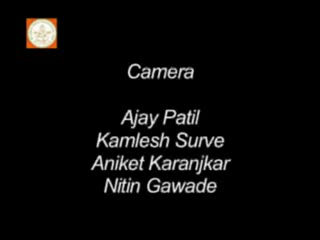 Camera
Ajay Patil
Kamlesh Surve
Aniket Karanjkar
Nitin Gawade